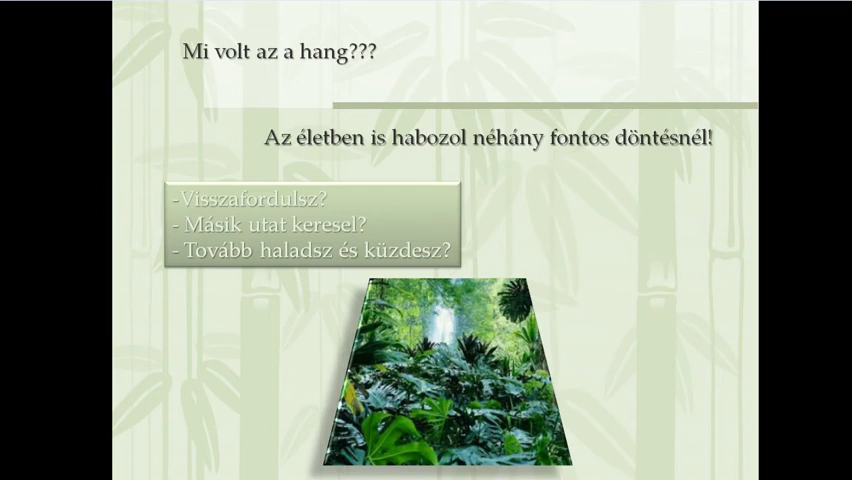 Mi volt az a hang???
Az életben is habozol néhány fontos döntésnél!
-Visszafordulsz?
- Másik utat keresel?
- Tovább haladsz és küzdesz?